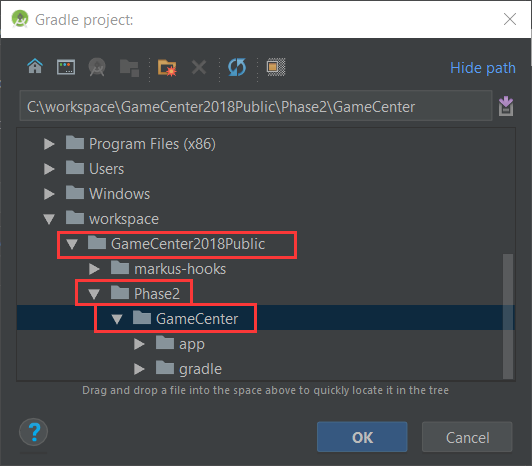 Gradle project:
Hide path
C:\workspace\GameCenter2018Public\Phase2\GameCenter
Program Files (x86)
Users
Windows
workspace
GameCenter2018Public
markus-hooks
Phase2
GameCenter
app
gradle
Drag and drop a file into the space above to quickly locate it in the tree
?
OK
Cancel